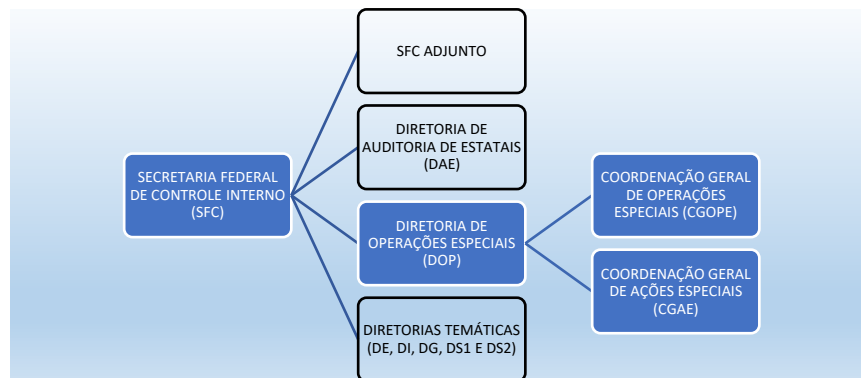 SFC ADJUNTO
DIRETORIA DE
AUDITORIA DE ESTATAIS
(DAE)
SECRETARIA FEDERAL
DE CONTROLE INTERNO
(SFC)
DIRETORIA DE
OPERAÇÕES ESPECIAIS
(DOP)
COORDENAÇÃO GERAL
DE OPERAÇÕES
ESPECIAIS (CGOPE)
COORDENAÇÃO GERAL
DE AÇÕES ESPECIAIS
(CGAE)
DIRETORIAS TEMÁTICAS
(DE, DI, DG, DS1 E DS2)